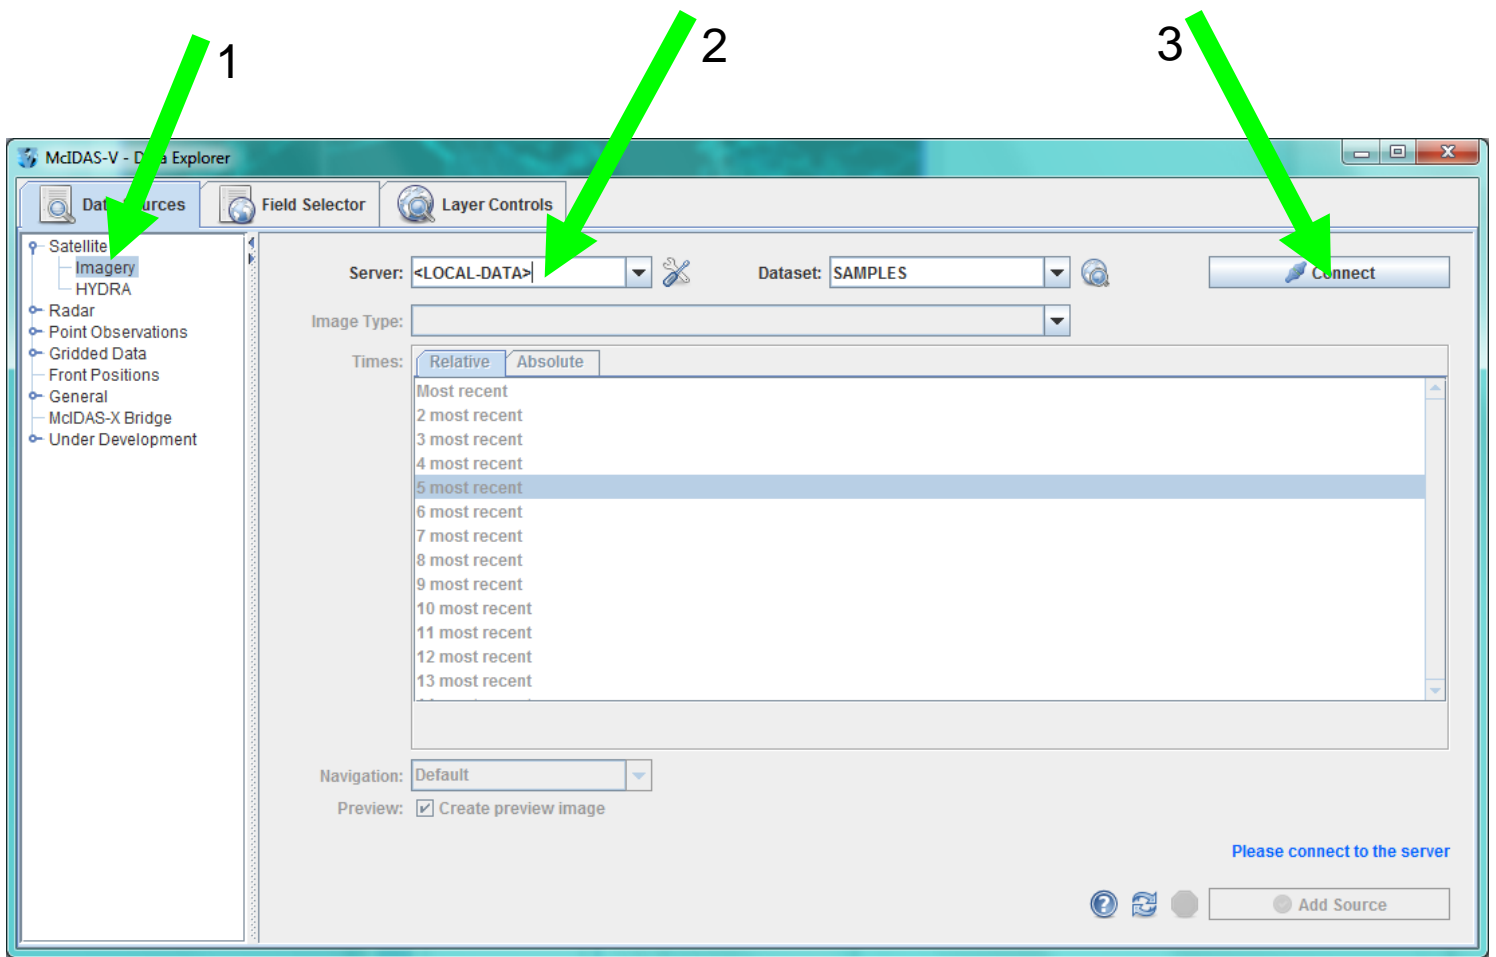 1
2
3
McIDAS-V - Data Explorer
Data Sources
Field Selector
Layer Controls
Satellite
Imagery
HYDRA
Radar
Point Observations
Gridded Data
Front Positions
General
McIDAS-X Bridge
Under Development
Server: <LOCAL-DATA>
Dataset: SAMPLES
Connect
Image Type:
Times:
Relative
Absolute
Most recent
2 most recent
3 most recent
4 most recent
5 most recent
6 most recent
7 most recent
8 most recent
9 most recent
10 most recent
11 most recent
12 most recent
13 most recent
Navigation: Default
Preview: Create preview image
Please connect to the server
Add Source